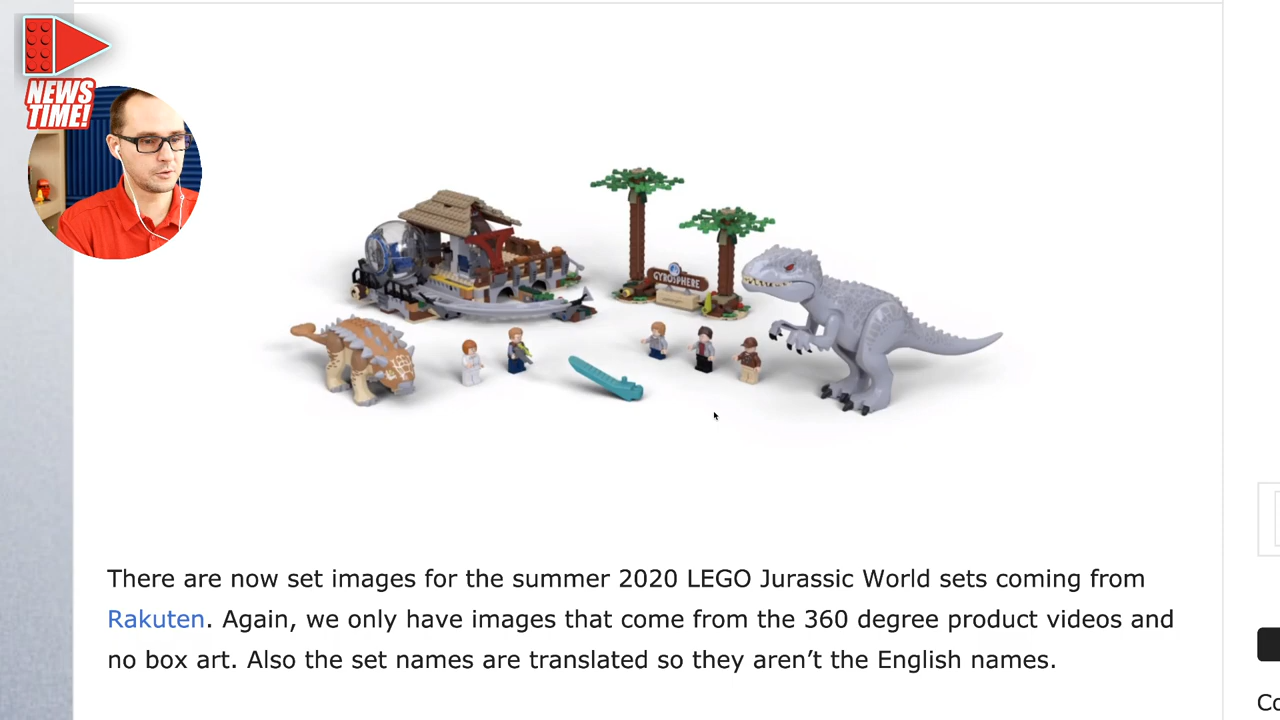 NEWS
TIME!
GYROSPHERE
There are now set images for the summer 2020 LEGO Jurassic World sets coming from
Rakuten. Again, we only have images that come from the 360 degree product videos and
no box art. Also the set names are translated so they aren’t the English names.
Co